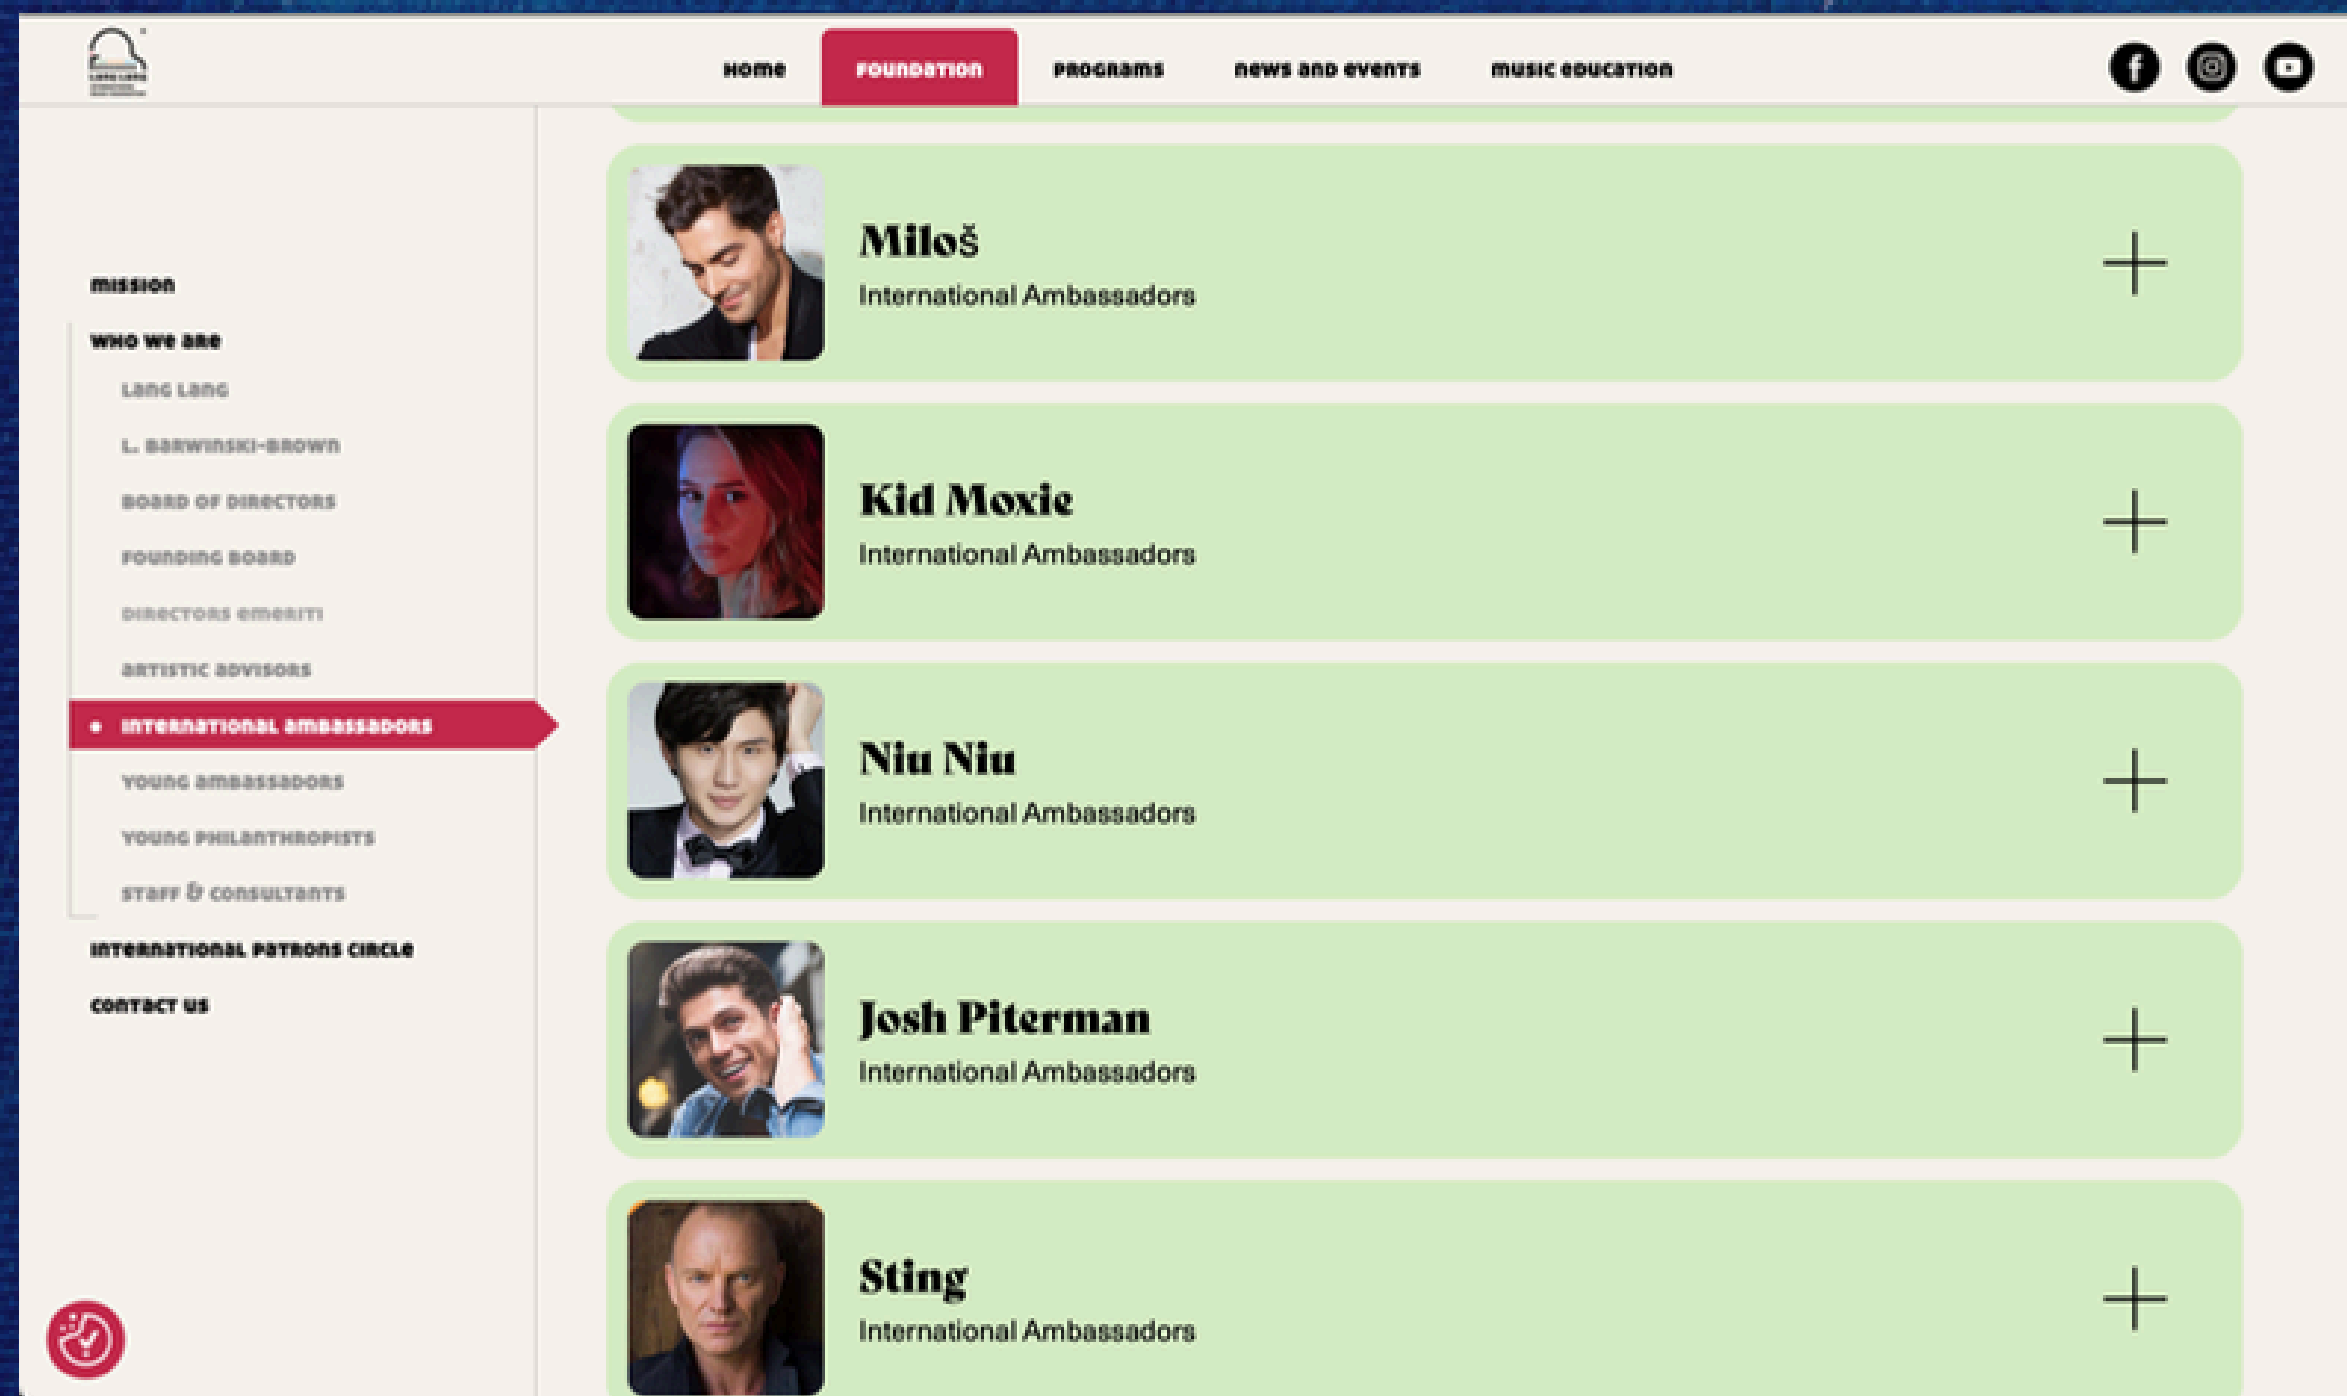 LANG LANG
HOME
FOUNDATION
PROGRAMS
NEWS AND EVENTS
MUSIC EDUCATION
MISSION
WHO WE ARE
LANG LANG
L. BARWINSKI-BROWN
BOARD OF DIRECTORS
FOUNDING BOARD
DIRECTORS EMERITI
ARTISTIC ADVISORS
INTERNATIONAL AMBASSADORS
YOUNG AMBASSADORS
YOUNG PHILANTHROPISTS
STAFF & CONSULTANTS
INTERNATIONAL PATRONS CIRCLE
CONTACT US
Miloš
International Ambassadors
Kid Moxie
International Ambassadors
Niu Niu
International Ambassadors
Josh Piterman
International Ambassadors
Sting
International Ambassadors